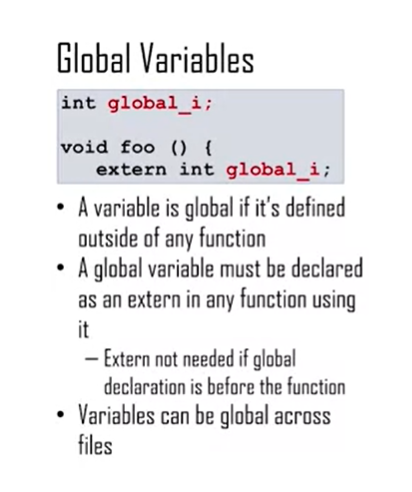 Global Variables
int global_i;
void foo () {
extern int global_i;
• A variable is global if it's defined
outside of any function
• A global variable must be declared
as an extern in any function using
it
– Extern not needed if global
declaration is before the function
• Variables can be global across
files